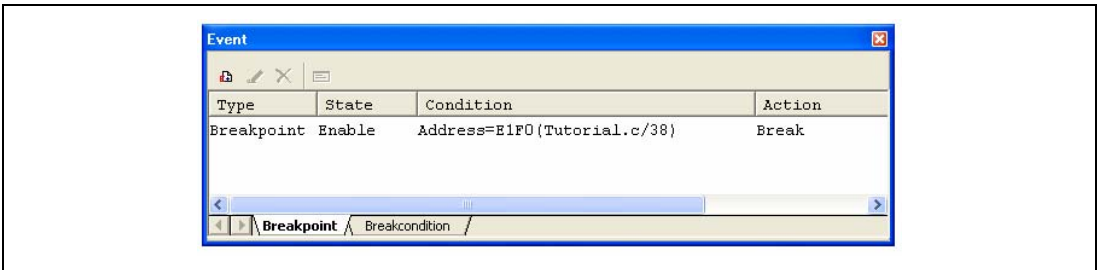 Event
Type State Condition Action
Breakpoint Enable Address=E1F0(Tutorial.c/38) Break
Breakpoint Breakcondition